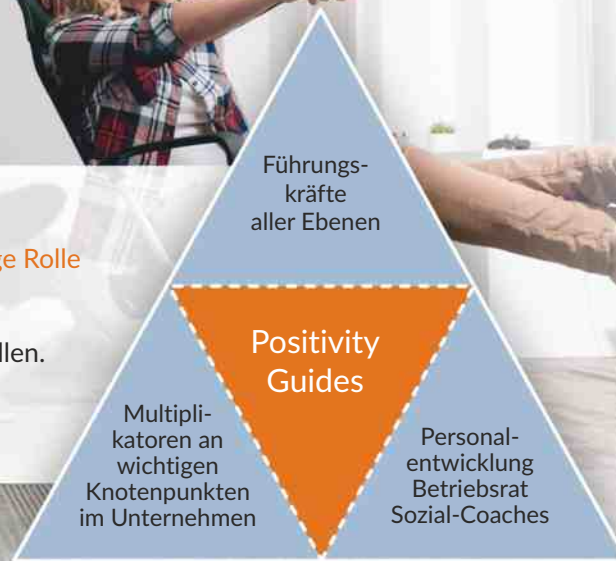 Führungs-
kräfte
aller Ebenen
ge Rolle
llen.
Positivity
Guides
Multipli-
katoren an
wichtigen
Knotenpunkten
im Unternehmen
Personal-
entwicklung
Betriebsrat
Sozial-Coaches